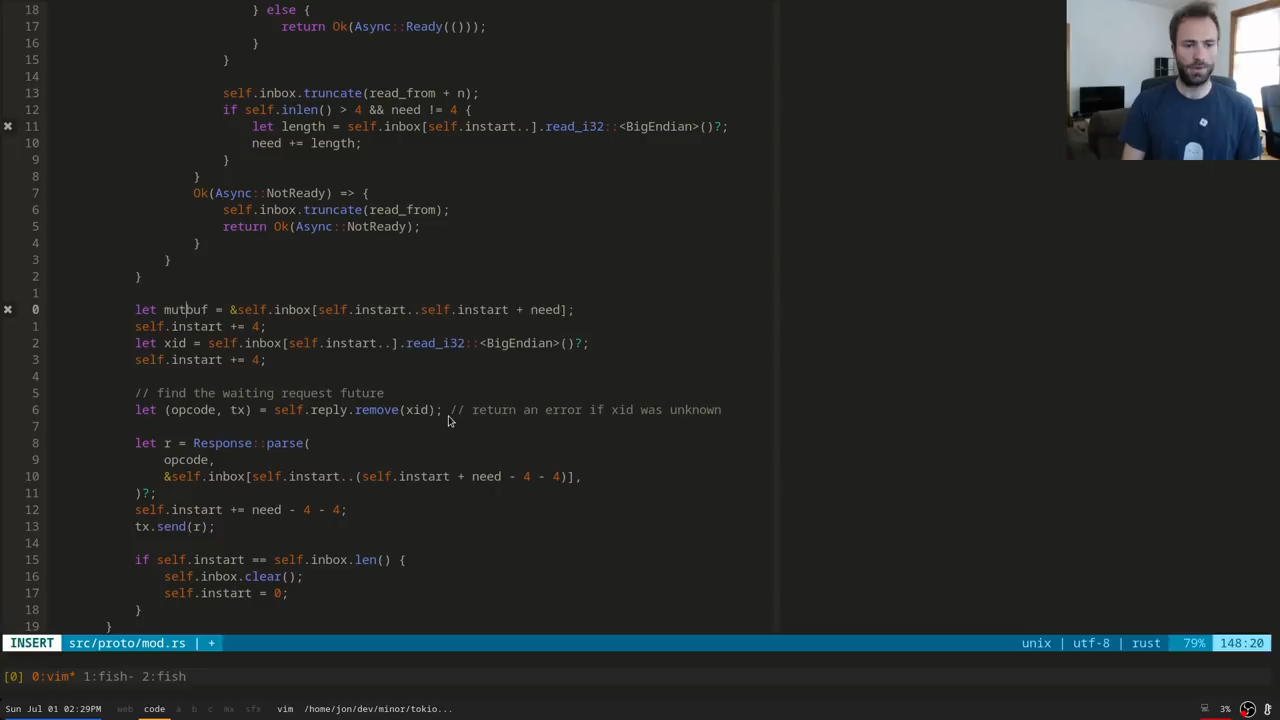 18 } else {
17 return Ok(Async::Ready(()));
16 }
15 }
14
13 self.inbox.truncate(read_from + n);
12 if self.inlen() > 4 && need != 4 {
✖ 11 let length = self.inbox[self.instart..].read_i32::<BigEndian>()?;
10 need += length;
9 }
8 }
7 Ok(Async::NotReady) => {
6 self.inbox.truncate(read_from);
5 return Ok(Async::NotReady);
4 }
3 }
2 }
1
✖ 0 let mutbuf = &self.inbox[self.instart..self.instart + need];
1 self.instart += 4;
2 let xid = self.inbox[self.instart..].read_i32::<BigEndian>()?;
3 self.instart += 4;
4
5 // find the waiting request future
6 let (opcode, tx) = self.reply.remove(xid); // return an error if xid was unknown
7
8 let r = Response::parse(
9 opcode,
10 &self.inbox[self.instart..(self.instart + need - 4 - 4)],
11 )?;
12 self.instart += need - 4 - 4;
13 tx.send(r);
14
15 if self.instart == self.inbox.len() {
16 self.inbox.clear();
17 self.instart = 0;
18 }
19 }
INSERT src/proto/mod.rs | + unix | utf-8 | rust 79% 148:20
[0] 0:vim* 1:fish- 2:fish
Sun Jul 01 02:29PM web code a b c mx sfx vim /home/jon/dev/minor/tokio... 3%